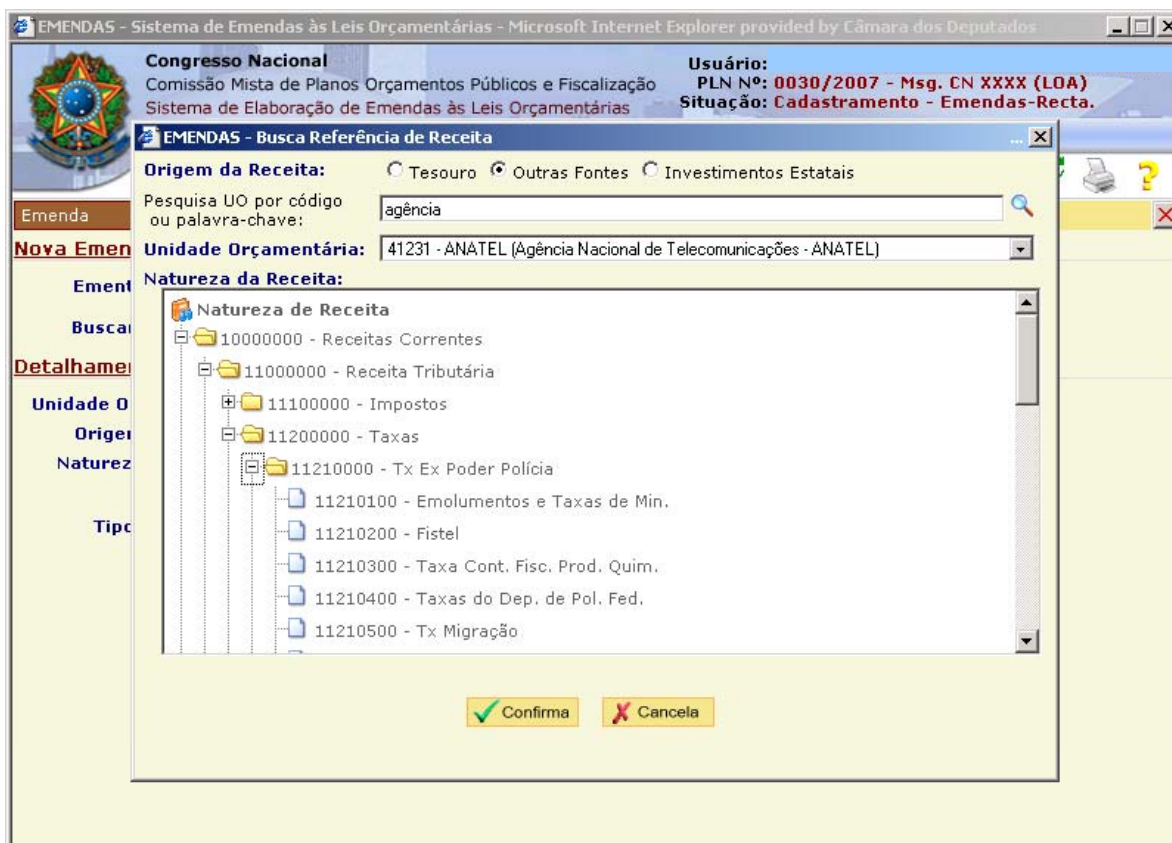 EMENDAS - Sistema de Emendas às Leis Orçamentárias - Microsoft Internet Explorer provided by Câmara dos Deputados
Congresso Nacional
Comissão Mista de Planos Orçamentos Públicos e Fiscalização
Sistema de Elaboração de Emendas às Leis Orçamentárias
Usuário:
PLN Nº: 0030/2007 - Msg. CN XXXX (LOA)
Situação: Cadastramento - Emendas-Recta.
EMENDAS - Busca Referência de Receita
...
Origem da Receita: Tesouro Outras Fontes Investimentos Estatais
Pesquisa UO por código
ou palavra-chave:
agência
Unidade Orçamentária: 41231 - ANATEL (Agência Nacional de Telecomunicações - ANATEL)
Natureza da Receita:
Natureza de Receita
10000000 - Receitas Correntes
11000000 - Receita Tributária
11100000 - Impostos
11200000 - Taxas
11210000 - Tx Ex Poder Polícia
11210100 - Emolumentos e Taxas de Min.
11210200 - Fistel
11210300 - Taxa Cont. Fisc. Prod. Quim.
11210400 - Taxas do Dep. de Pol. Fed.
11210500 - Tx Migração
Confirma Cancela
Emenda
Nova Emen
Ement
Buscar
Detalhame
Unidade O
Origen
Naturez
Tipo